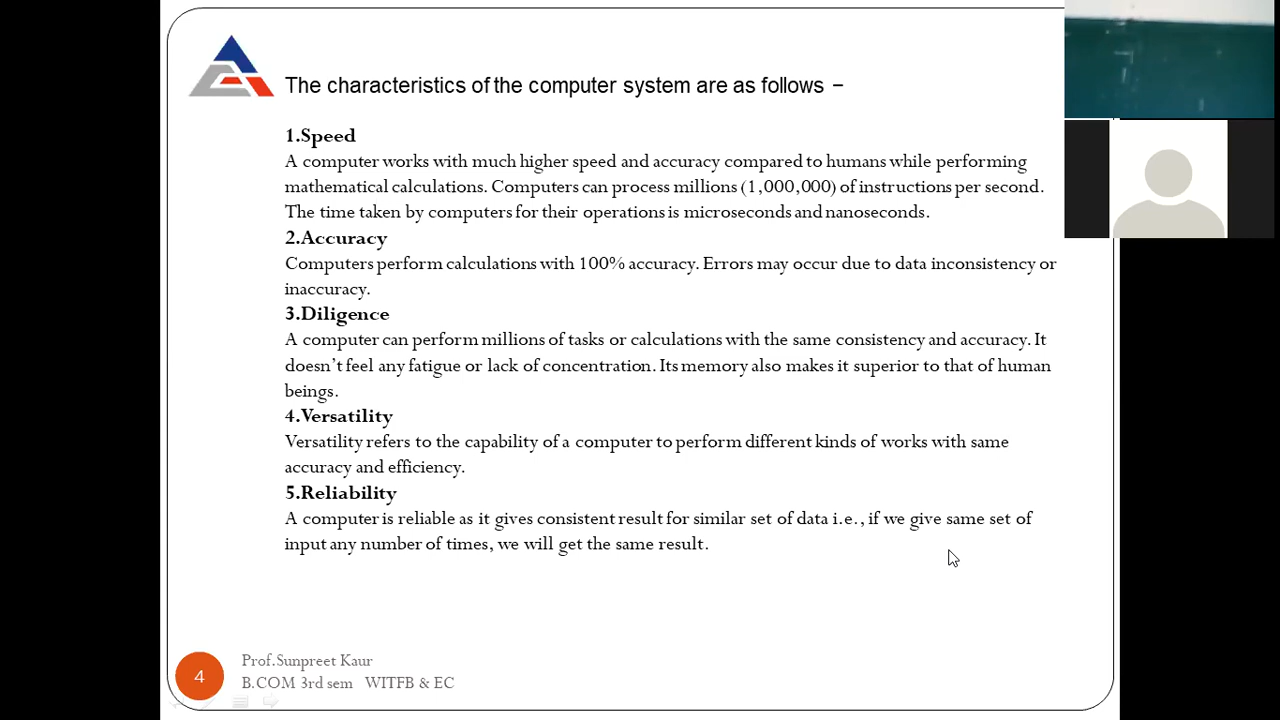 The characteristics of the computer system are as follows –
1.Speed
A computer works with much higher speed and accuracy compared to humans while performing
mathematical calculations. Computers can process millions (1,000,000) of instructions per second.
The time taken by computers for their operations is microseconds and nanoseconds.
2.Accuracy
Computers perform calculations with 100% accuracy. Errors may occur due to data inconsistency or
inaccuracy.
3.Diligence
A computer can perform millions of tasks or calculations with the same consistency and accuracy. It
doesn't feel any fatigue or lack of concentration. Its memory also makes it superior to that of human
beings.
4.Versatility
Versatility refers to the capability of a computer to perform different kinds of works with same
accuracy and efficiency.
5.Reliability
A computer is reliable as it gives consistent result for similar set of data i.e., if we give same set of
input any number of times, we will get the same result.
4
Prof.Sunpreet Kaur
B.COM 3rd sem WITFB & EC